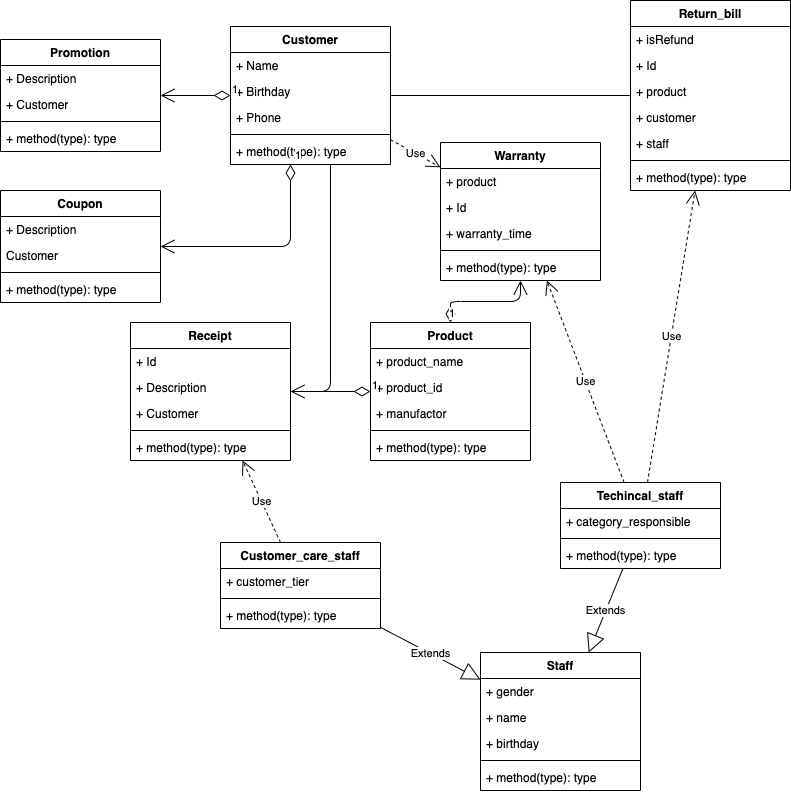 Return_bill
+ isRefund
+ Id
+ product
+ customer
+ staff
+ method(type): type
Customer
+ Name
+ Birthday
+ Phone
+ method(type): type
1
1
Promotion
+ Description
+ Customer
+ method(type): type
Use
Warranty
+ product
+ Id
+ warranty_time
+ method(type): type
Coupon
+ Description
Customer
+ method(type): type
1
Receipt
+ Id
+ Description
+ Customer
+ method(type): type
Product
+ product_name
+ product_id
+ manufactor
+ method(type): type
1
Use
Use
Use
Techincal_staff
+ category_responsible
+ method(type): type
Customer_care_staff
+ customer_tier
+ method(type): type
Extends
Extends
Staff
+ gender
+ name
+ birthday
+ method(type): type